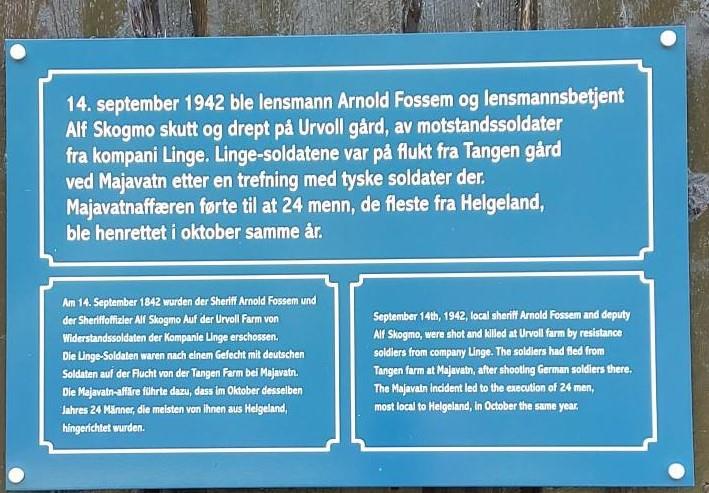 14. september 1942 ble lensmann Arnold Fossem og lensmannsbetjent
Alf Skogmo skutt og drept på Urvoll gård, av motstandssoldater
fra kompani Linge. Linge-soldatene var på flukt fra Tangen gård
ved Majavatn etter en trefning med tyske soldater der.
Majavatnaffæren førte til at 24 menn, de fleste fra Helgeland,
ble henrettet i oktober samme år.
Am 14. September 1842 wurden der Sheriff Arnold Fossem und
der Sheriffoffizier Alf Skogmo Auf der Urvoll Farm von
Widerstandssoldaten der Kompanie Linge erschossen.
Die Linge-Soldaten waren nach einem Gefecht mit deutschen
Soldaten auf der Flucht von der Tangen Farm bei Majavatn.
Die Majavatn-affäre führte dazu, dass im Oktober desselben
Jahres 24 Männer, die meisten von ihnen aus Helgeland,
hingerichtet wurden.
September 14th, 1942, local sheriff Arnold Fossem and deputy
Alf Skogmo, were shot and killed at Urvoll farm by resistance
soldiers from company Linge. The soldiers had fled from
Tangen farm at Majavatn, after shooting German soldiers there.
The Majavatn incident led to the execution of 24 men,
most local to Helgeland, in October the same year.